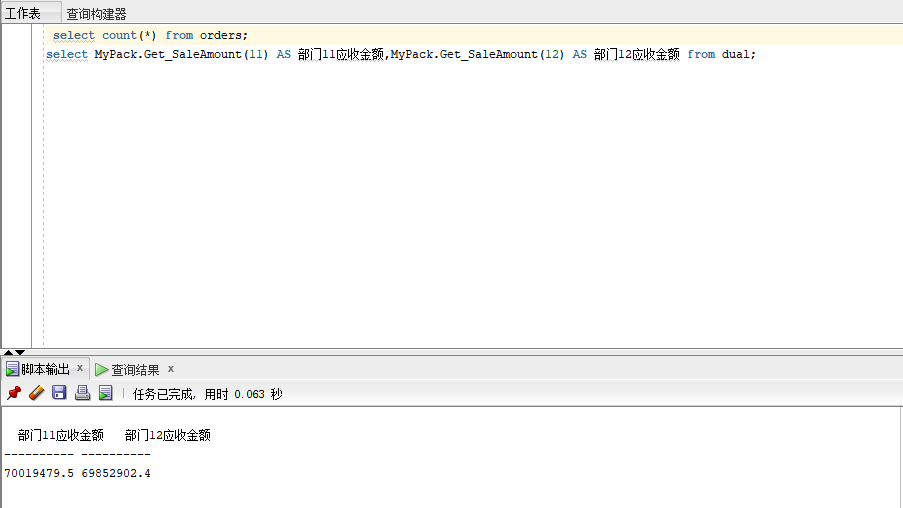 工作表 查询构建器
select count(*) from orders;
select MyPack.Get_SaleAmount(11) AS 部门11应收金额,MyPack.Get_SaleAmount(12) AS 部门12应收金额 from dual;
脚本输出 x 查询结果 x
任务已完成, 用时 0.063 秒
部门11应收金额 部门12应收金额
---------- ----------
70019479.5 69852902.4